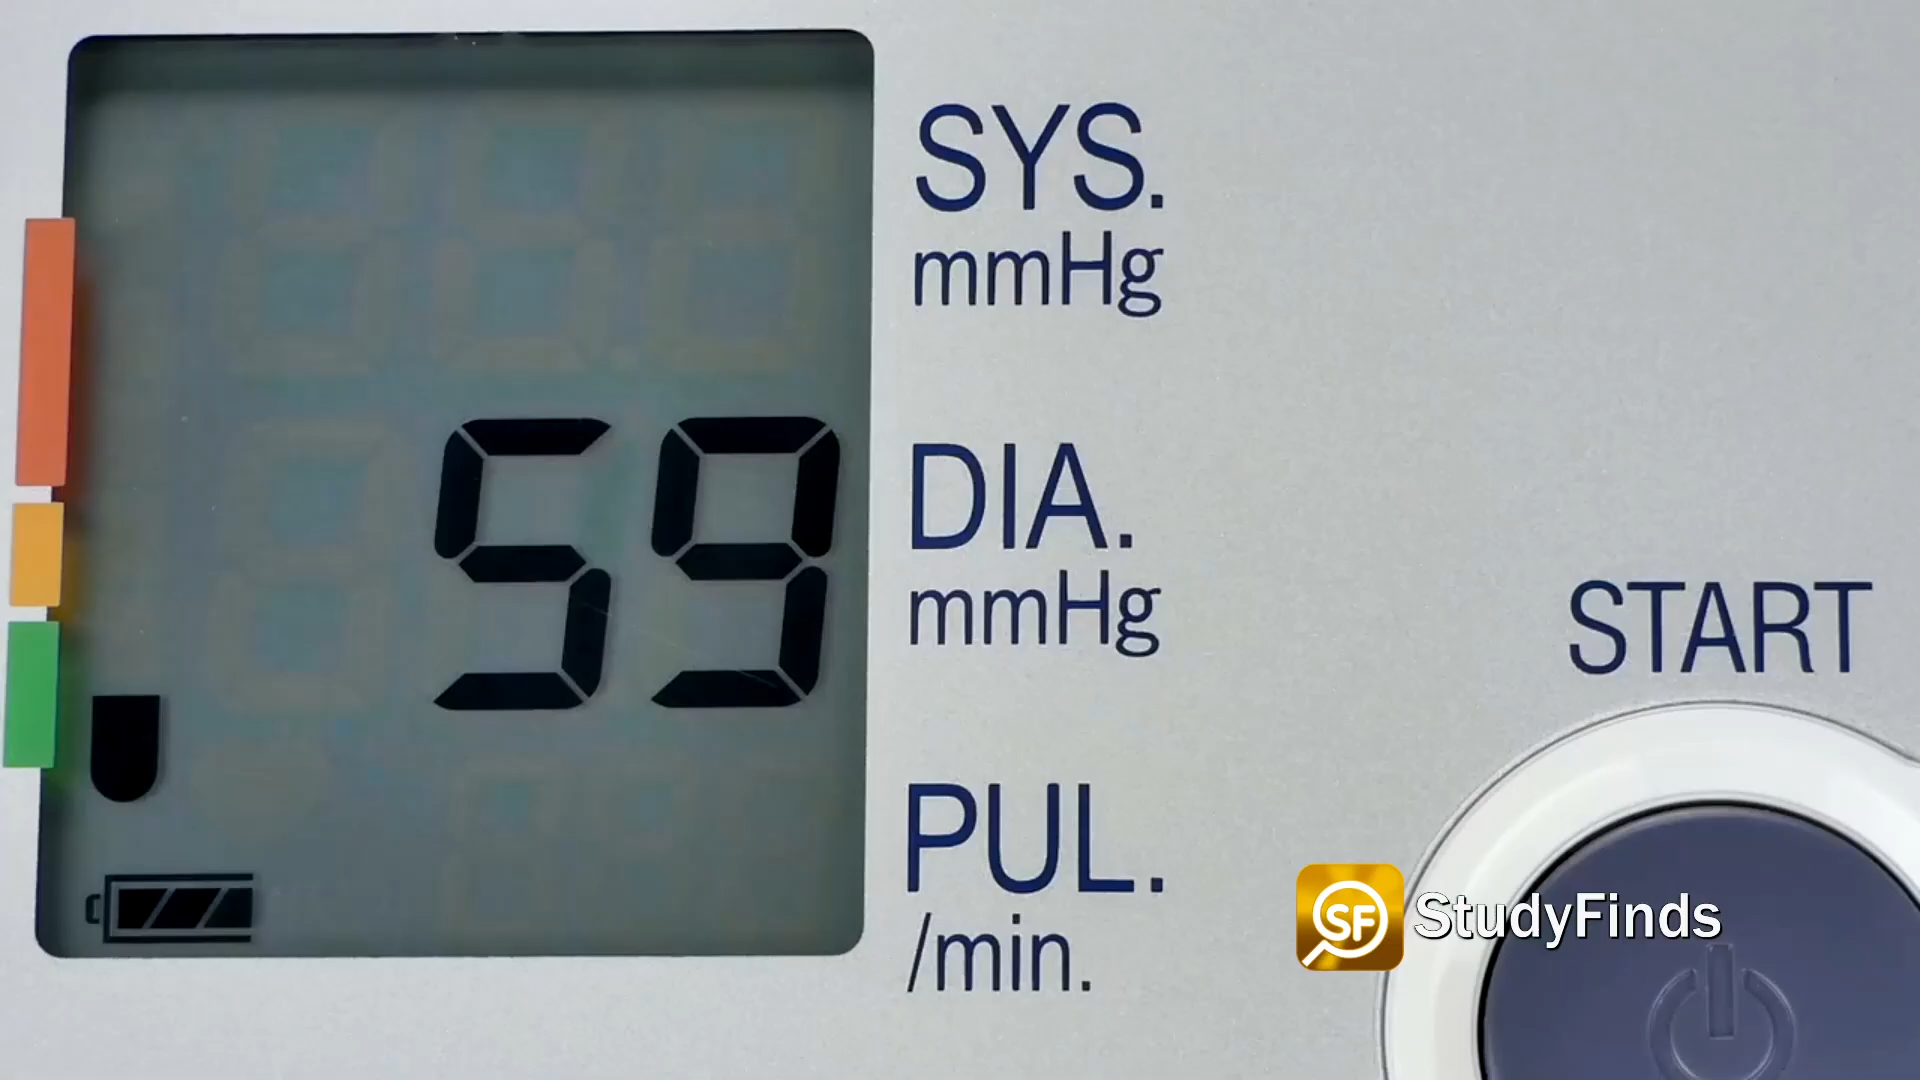 SYS.
mmHg
59
DIA.
mmHg
START
PUL.
/min.
SF StudyFinds